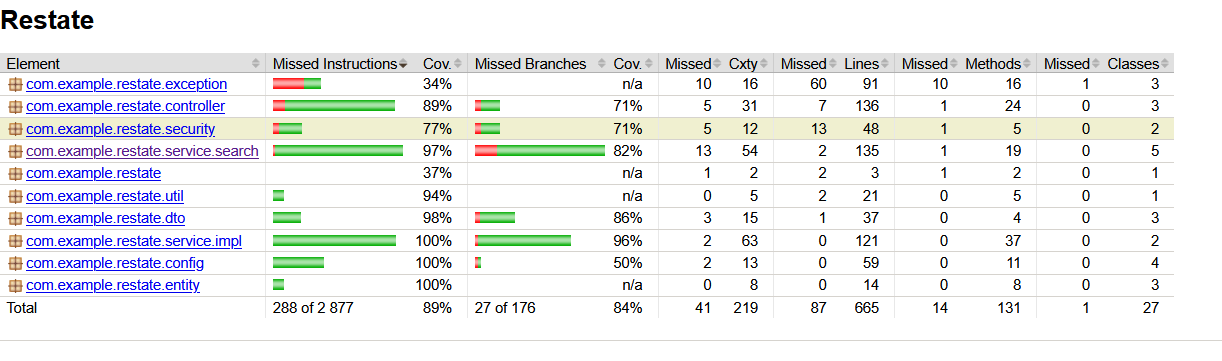 Restate
Element Missed Instructions Cov. Missed Branches Cov. Missed Cxty Missed Lines Missed Methods Missed Classes
com.example.restate.exception 34% n/a 10 16 60 91 10 16 1 3
com.example.restate.controller 89% 71% 5 31 7 136 1 24 0 3
com.example.restate.security 77% 71% 5 12 13 48 1 5 0 2
com.example.restate.service.search 97% 82% 13 54 2 135 1 19 0 5
com.example.restate 37% n/a 1 2 2 3 1 2 0 1
com.example.restate.util 94% n/a 0 5 2 21 0 5 0 1
com.example.restate.dto 98% 86% 3 15 1 37 0 4 0 3
com.example.restate.service.impl 100% 96% 2 63 0 121 0 37 0 2
com.example.restate.config 100% 50% 2 13 0 59 0 11 0 4
com.example.restate.entity 100% n/a 0 8 0 14 0 8 0 3
Total 288 of 2 877 89% 27 of 176 84% 41 219 87 665 14 131 1 27